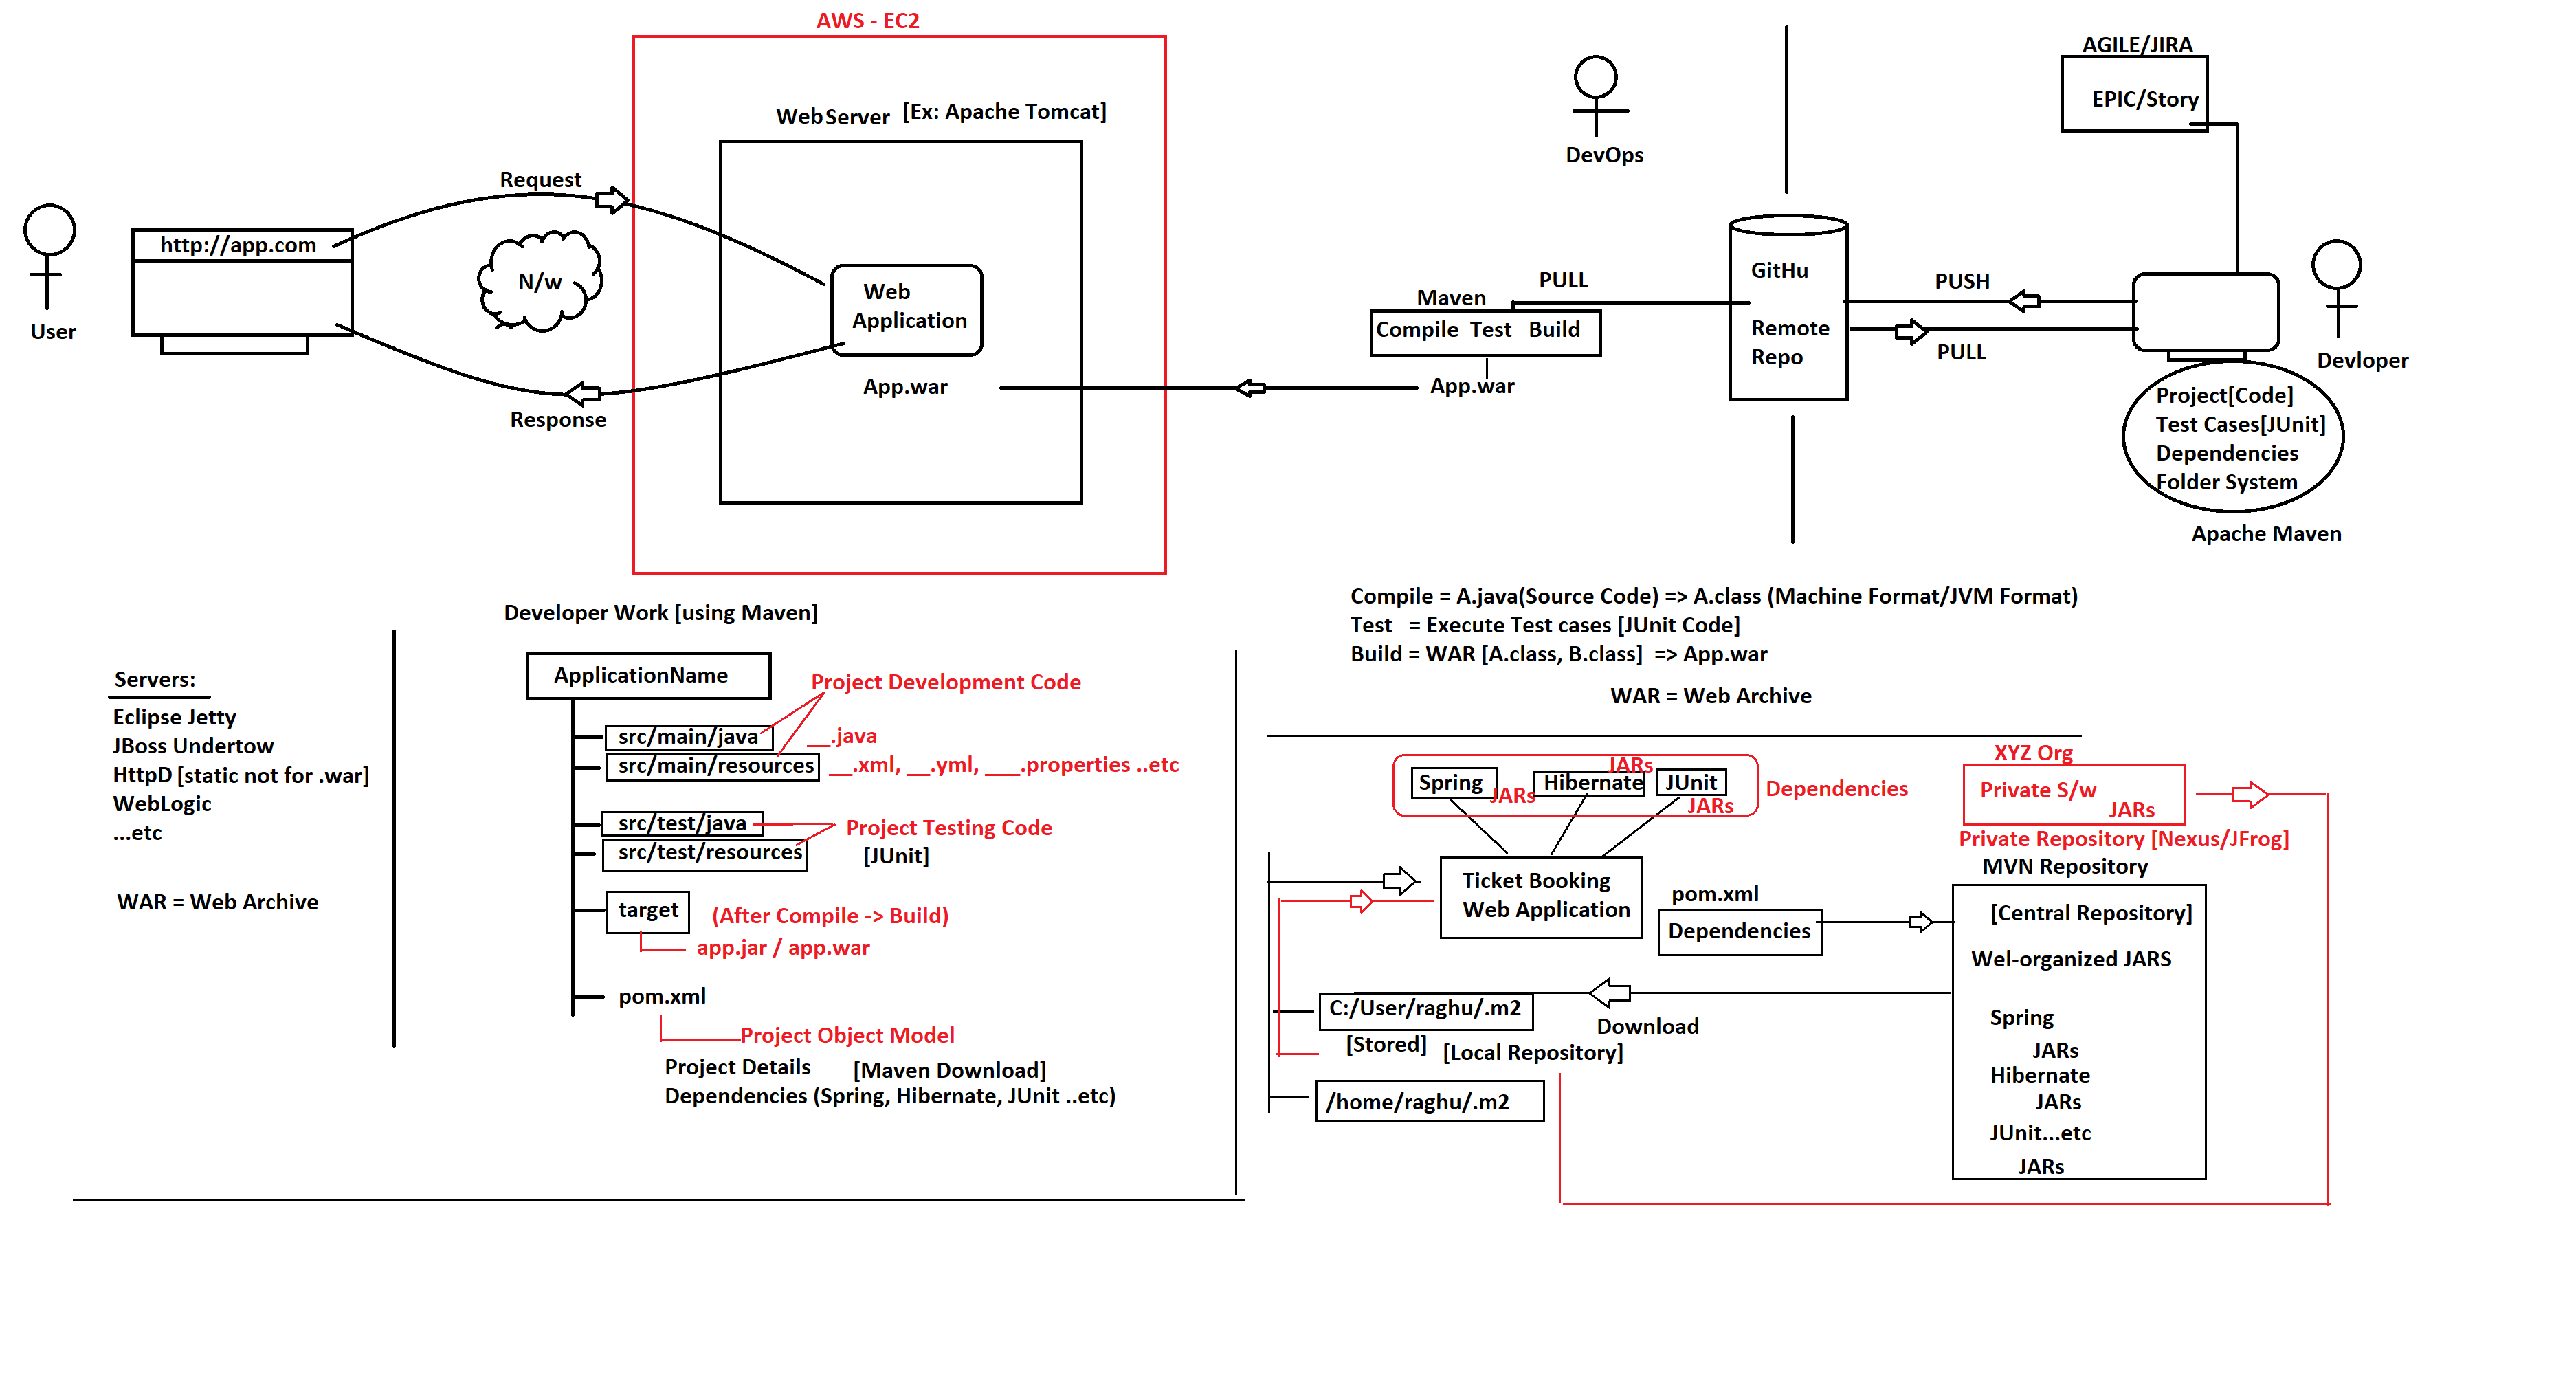 AWS - EC2
WebServer [Ex: Apache Tomcat]
Request
http://app.com
N/w
User
Web
Application
App.war
Response
DevOps
AGILE/JIRA
EPIC/Story
PULL
Maven
Compile Test Build
App.war
GitHu
Remote
Repo
PUSH
PULL
Devloper
Project[Code]
Test Cases[JUnit]
Dependencies
Folder System
Apache Maven
Servers:
Eclipse Jetty
JBoss Undertow
HttpD [static not for .war]
WebLogic
...etc
WAR = Web Archive
Developer Work [using Maven]
ApplicationName
Project Development Code
src/main/java __.java
src/main/resources __.xml, __.yml, ___.properties ..etc
src/test/java Project Testing Code
src/test/resources [JUnit]
target (After Compile -> Build)
app.jar / app.war
pom.xml
Project Object Model
Project Details [Maven Download]
Dependencies (Spring, Hibernate, JUnit ..etc)
Compile = A.java(Source Code) => A.class (Machine Format/JVM Format)
Test = Execute Test cases [JUnit Code]
Build = WAR [A.class, B.class] => App.war
WAR = Web Archive
Spring JARs
Hibernate JARs
JUnit JARs
Dependencies
XYZ Org
Private S/w
JARs
Private Repository [Nexus/JFrog]
Ticket Booking
Web Application
pom.xml
Dependencies
MVN Repository
[Central Repository]
Wel-organized JARS
Spring
JARs
Hibernate
JARs
JUnit...etc
JARs
C:/User/raghu/.m2
Download
[Stored] [Local Repository]
/home/raghu/.m2